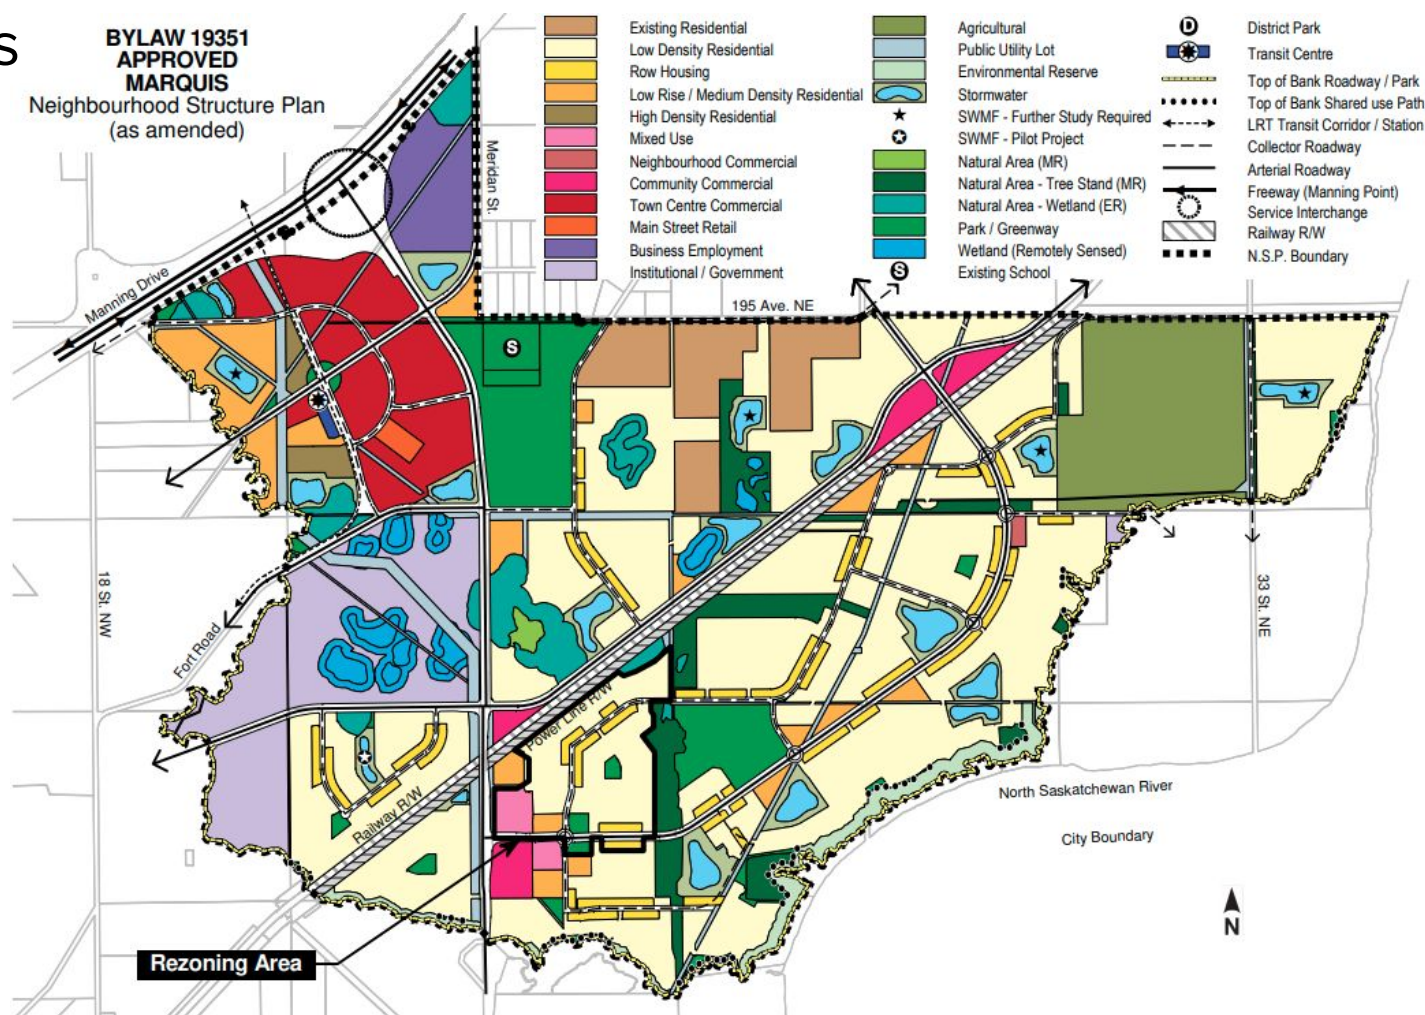 s
BYLAW 19351
APPROVED
MARQUIS
Neighbourhood Structure Plan
(as amended)
Existing Residential
Low Density Residential
Row Housing
Low Rise / Medium Density Residential
High Density Residential
Mixed Use
Neighbourhood Commercial
Community Commercial
Town Centre Commercial
Main Street Retail
Business Employment
Institutional / Government
Agricultural
Public Utility Lot
Environmental Reserve
Stormwater
SWMF - Further Study Required
SWMF - Pilot Project
Natural Area (MR)
Natural Area - Tree Stand (MR)
Natural Area - Wetland (ER)
Park / Greenway
Wetland (Remotely Sensed)
S Existing School
D District Park
Transit Centre
Top of Bank Roadway / Park
Top of Bank Shared use Path
LRT Transit Corridor / Station
Collector Roadway
Arterial Roadway
Freeway (Manning Point)
Service Interchange
Railway R/W
N.S.P. Boundary
Meridan St.
Manning Drive
195 Ave. NE
S
18 St. NW
Fort Road
33 St. NE
Power Line R/W
Railway R/W
North Saskatchewan River
City Boundary
N
Rezoning Area